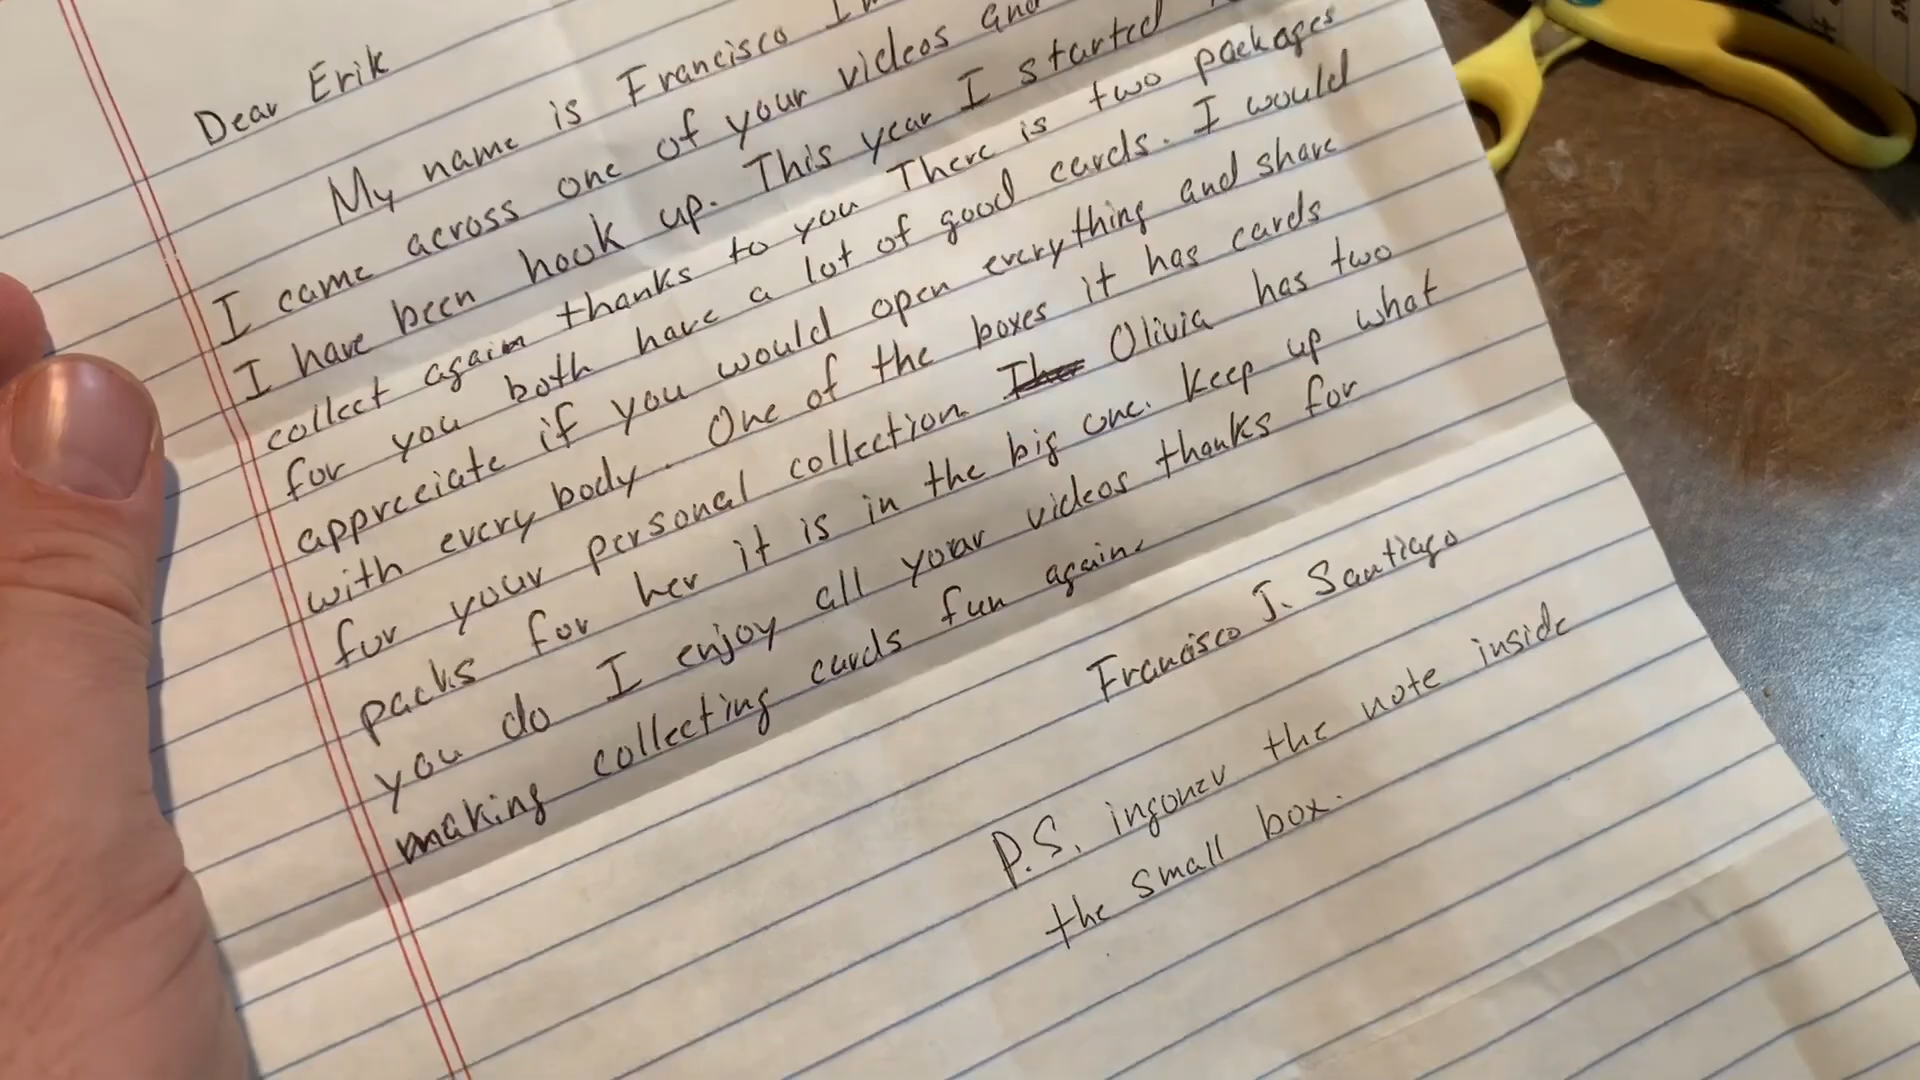 Dear Erik
My name is Francisco
I came across one of your videos and
I have been hook up. This year I started
collect again thanks to you There is two packages
for you both have a lot of good cards. I would
appreciate if you would open everything and share
with every body. One of the boxes it has cards
for your personal collection. The Olivia has two
packs for her it is in the big one. Keep up what
you do I enjoy all your videos thanks for
making collecting cards fun again.
Francisco J. Santiago
P.S. ingoner the note inside
the small box.